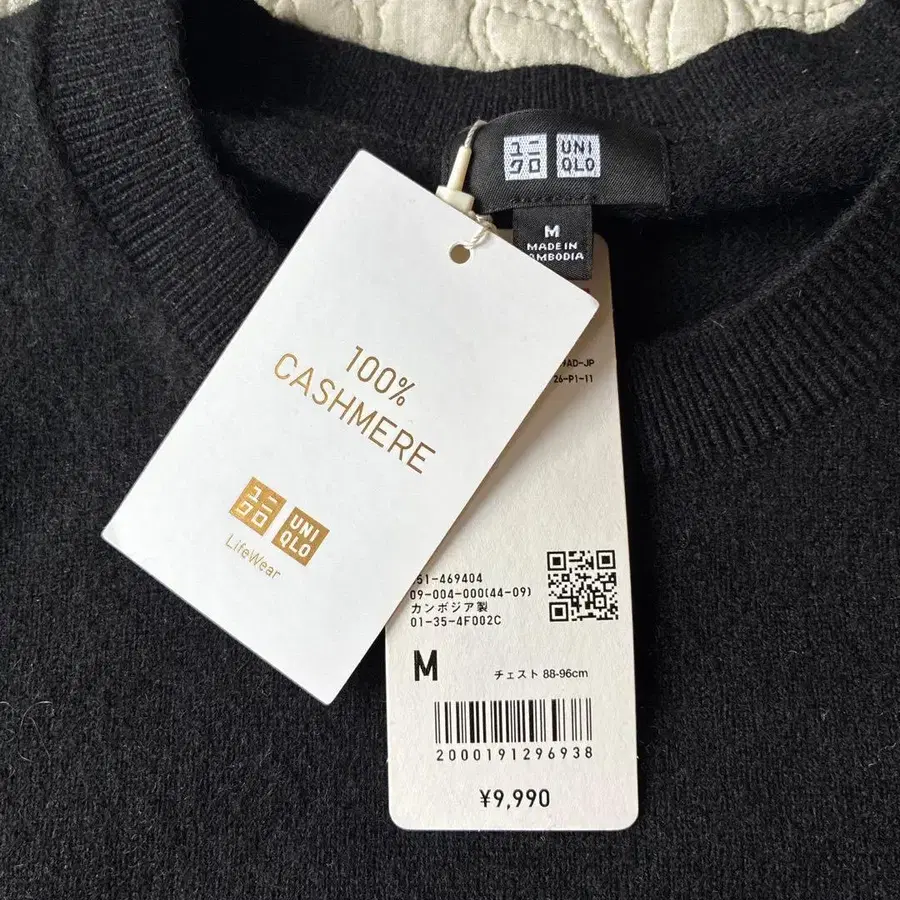 ユニ
クロ
UNI
QLO
M
MADE IN
CAMBODIA
100%
CASHMERE
ユニ
クロ
UNI
QLO
LifeWear
9AD-JP
26-P1-11
51-469404
09-004-000(44-09)
カンボジア製
01-35-4F002C
M
チェスト 88-96cm
2000191296938
¥9,990